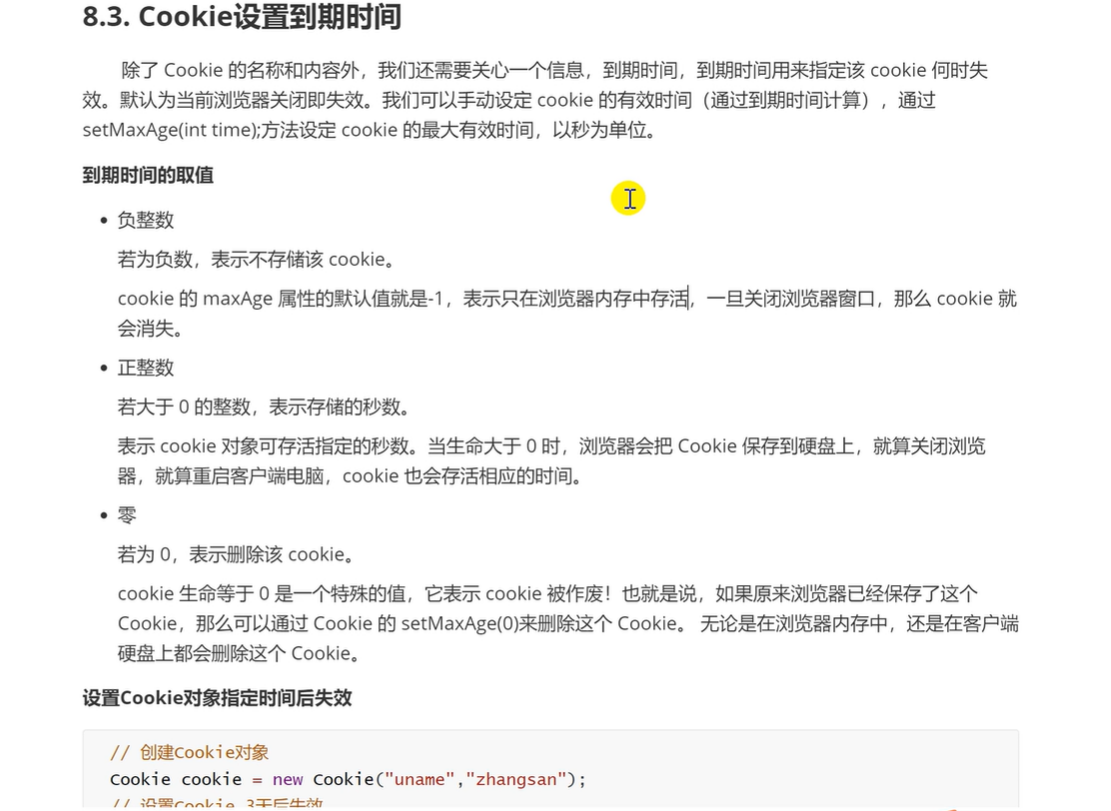 8.3. Cookie设置到期时间
除了 Cookie 的名称和内容外，我们还需要关心一个信息，到期时间，到期时间用来指定该 cookie 何时失
效。默认为当前浏览器关闭即失效。我们可以手动设定 cookie 的有效时间（通过到期时间计算），通过
setMaxAge(int time);方法设定 cookie 的最大有效时间，以秒为单位。
到期时间的取值
• 负整数
若为负数，表示不存储该 cookie。
cookie 的 maxAge 属性的默认值就是-1，表示只在浏览器内存中存活，一旦关闭浏览器窗口，那么 cookie 就
会消失。
• 正整数
若大于 0 的整数，表示存储的秒数。
表示 cookie 对象可存活指定的秒数。当生命大于 0 时，浏览器会把 Cookie 保存到硬盘上，就算关闭浏览
器，就算重启客户端电脑，cookie 也会存活相应的时间。
• 零
若为 0，表示删除该 cookie。
cookie 生命等于 0 是一个特殊的值，它表示 cookie 被作废！也就是说，如果原来浏览器已经保存了这个
Cookie，那么可以通过 Cookie 的 setMaxAge(0)来删除这个 Cookie。 无论是在浏览器内存中，还是在客户端
硬盘上都会删除这个 Cookie。
设置Cookie对象指定时间后失效
// 创建Cookie对象
Cookie cookie = new Cookie("uname","zhangsan");
// 设置Cookie 3天后失效